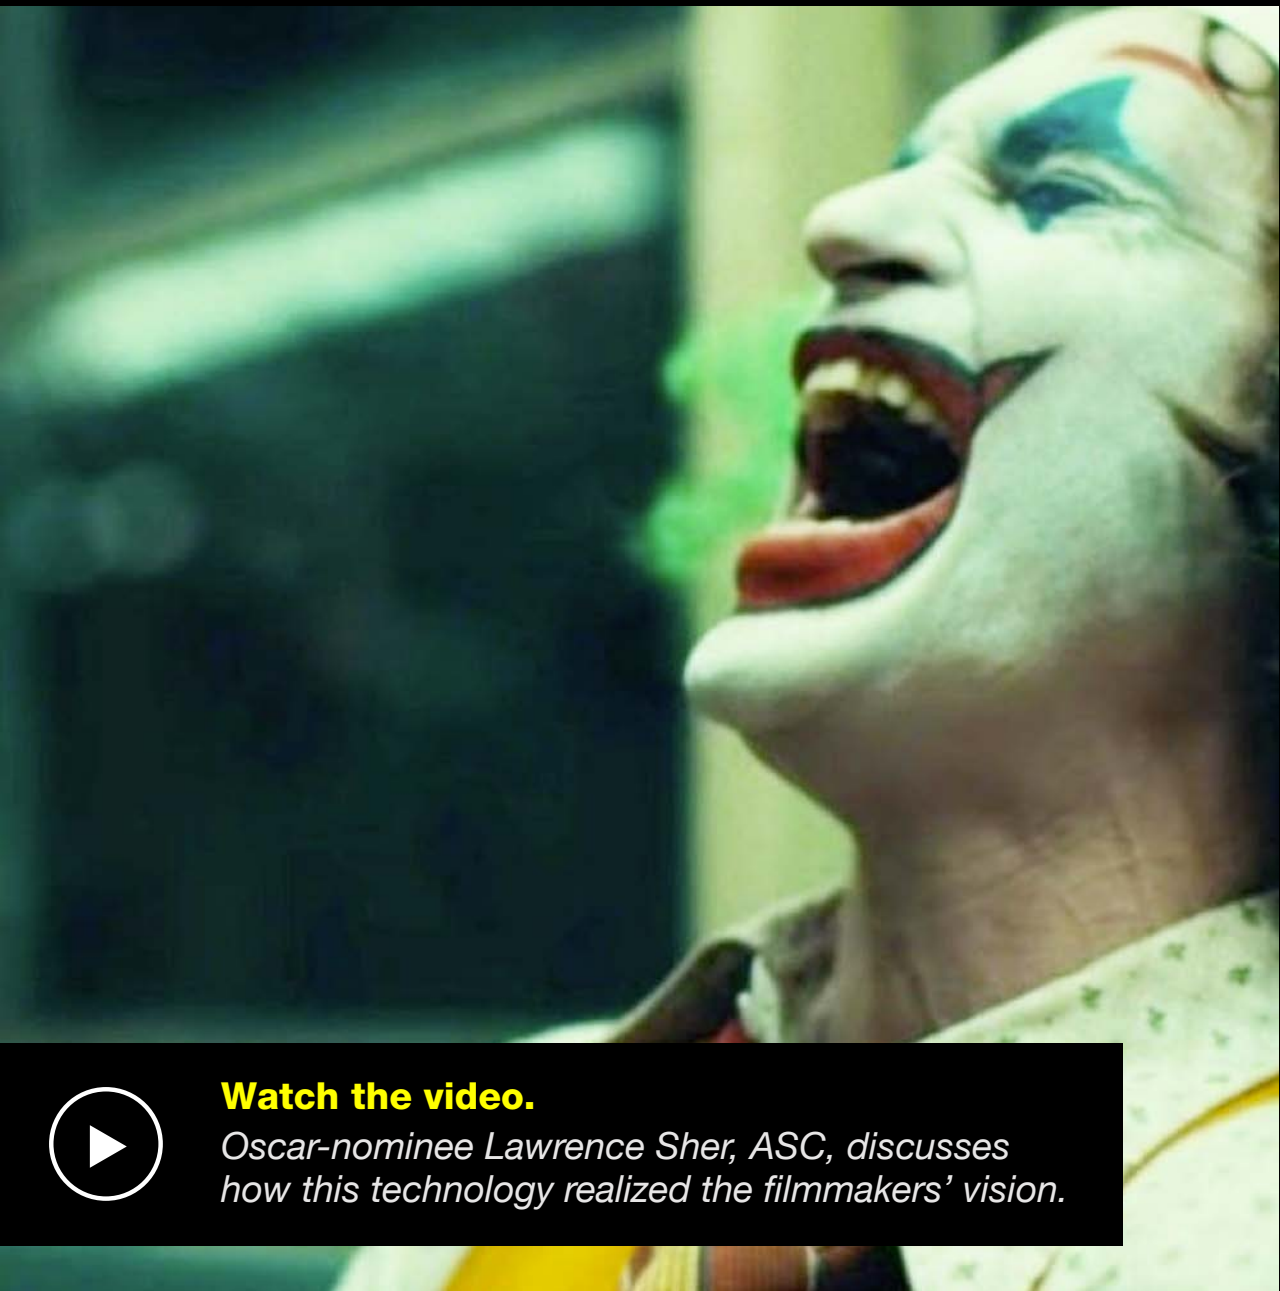 Watch the video.
Oscar-nominee Lawrence Sher, ASC, discusses
how this technology realized the filmmakers’ vision.